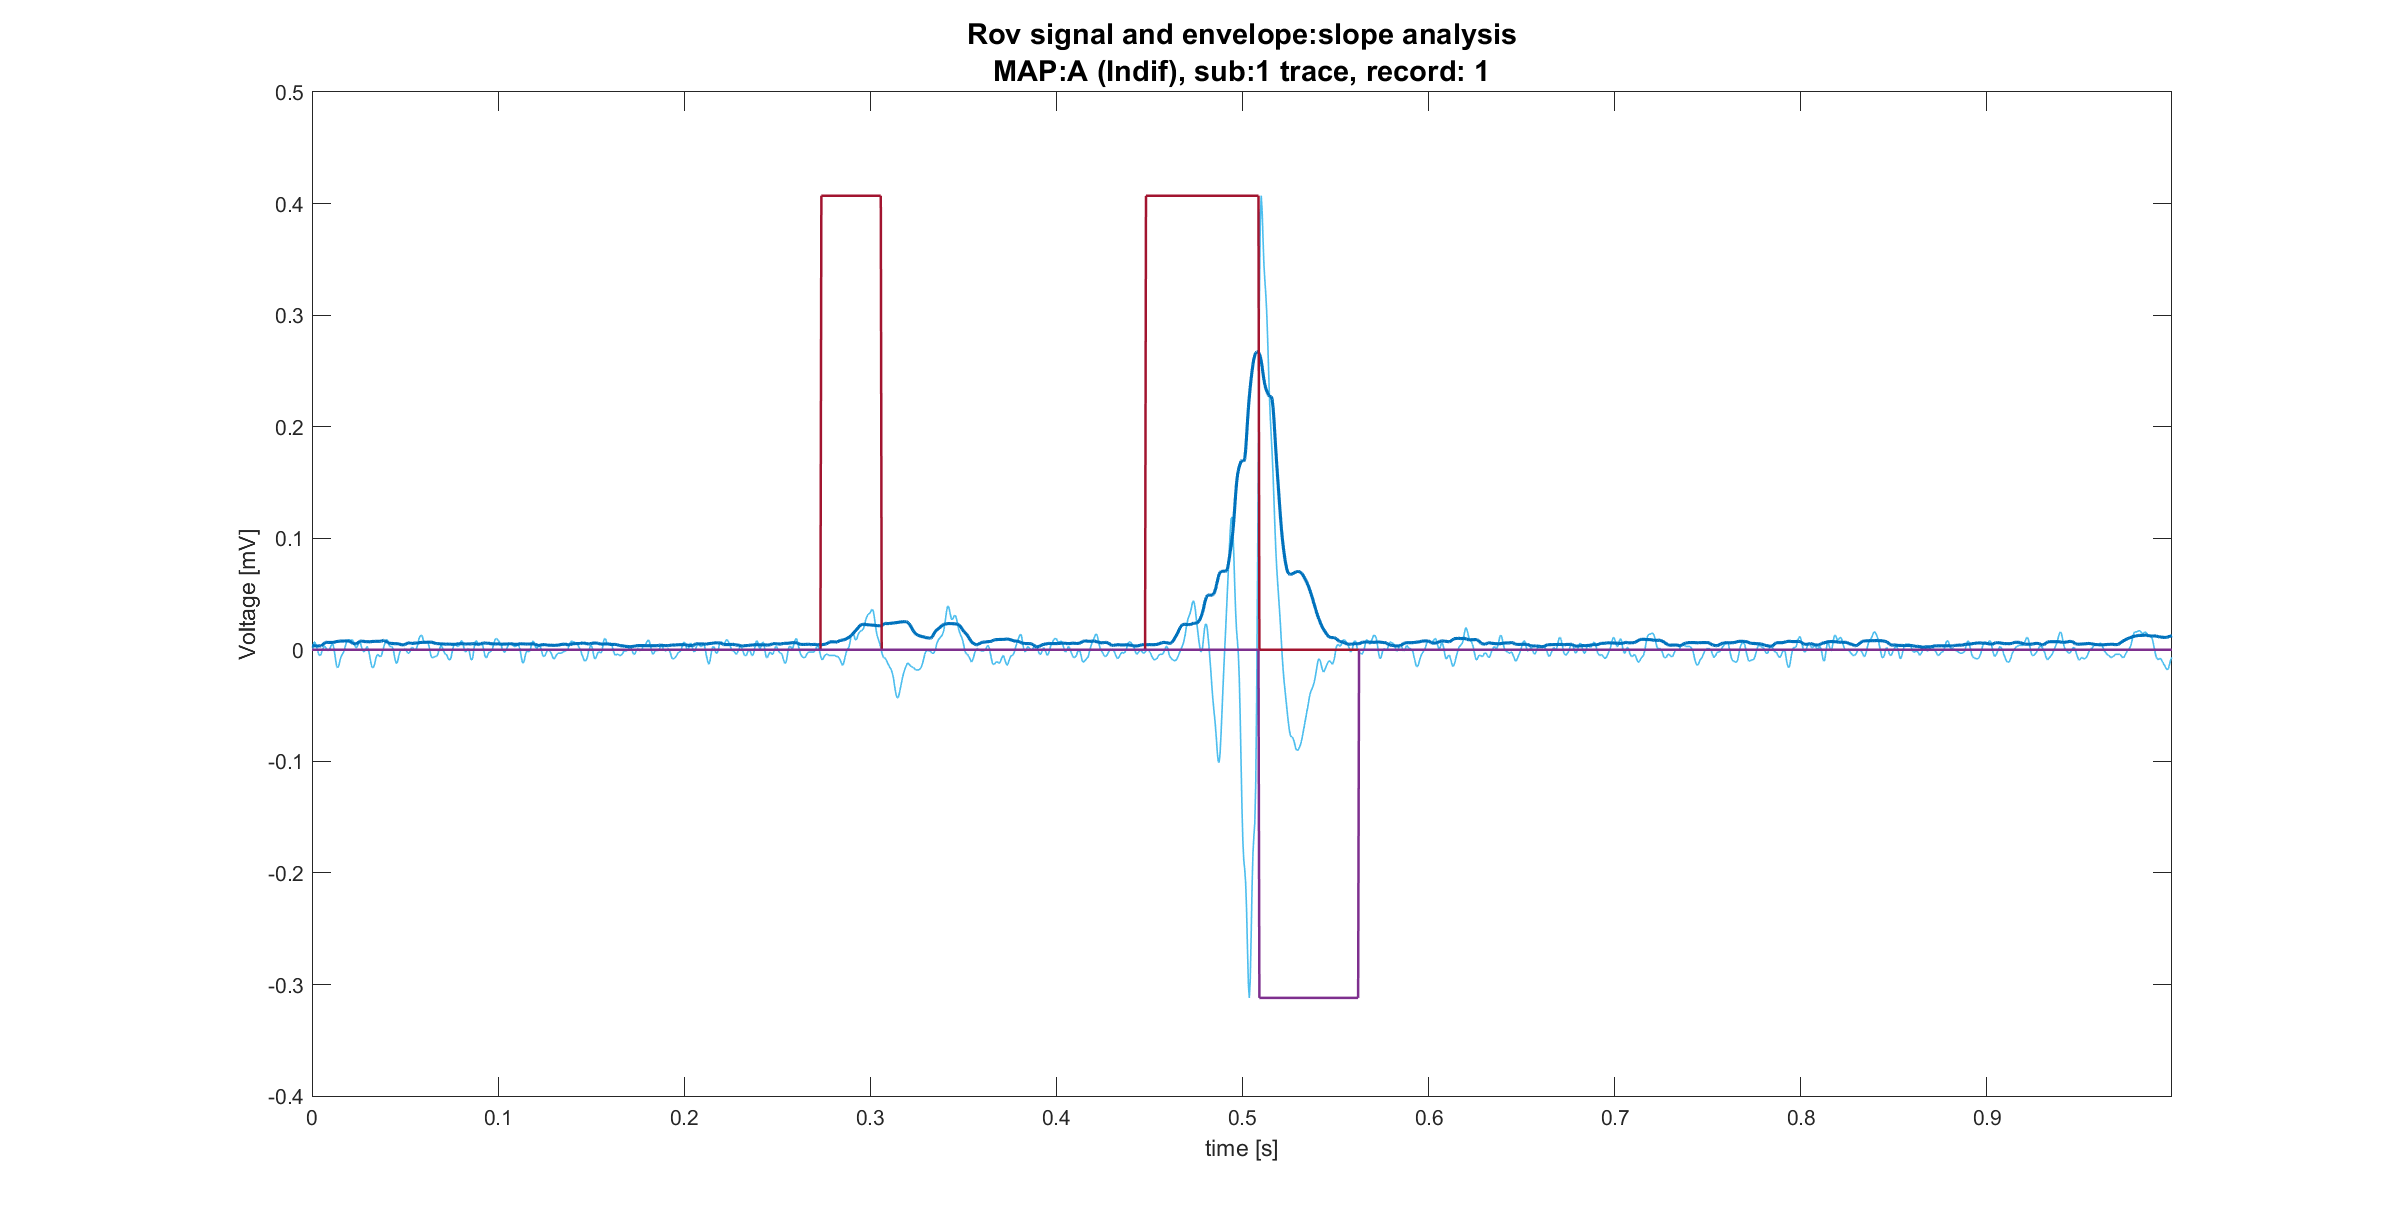 Rov signal and envelope:slope analysis
MAP:A (Indif), sub:1 trace, record: 1
0.5
0.4
0.3
0.2
0.1
0
-0.1
-0.2
-0.3
-0.4
Voltage [mV]
0 0.1 0.2 0.3 0.4 0.5 0.6 0.7 0.8 0.9
time [s]